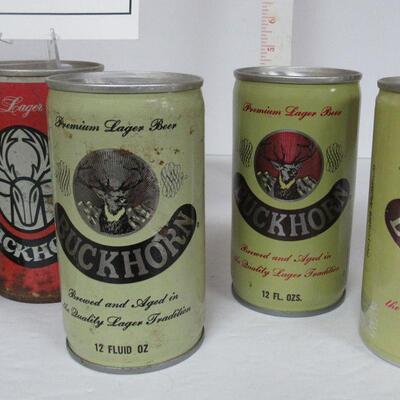 Lager
CKHO
Premium Lager Beer
BUCKHORN
Brewed and Aged in
the Quality Lager Tradition
12 FLUID OZ
Premium Lager Beer
BUCKHORN
Brewed and Aged in
the Quality Lager Tradition
12 FL. OZS.
the